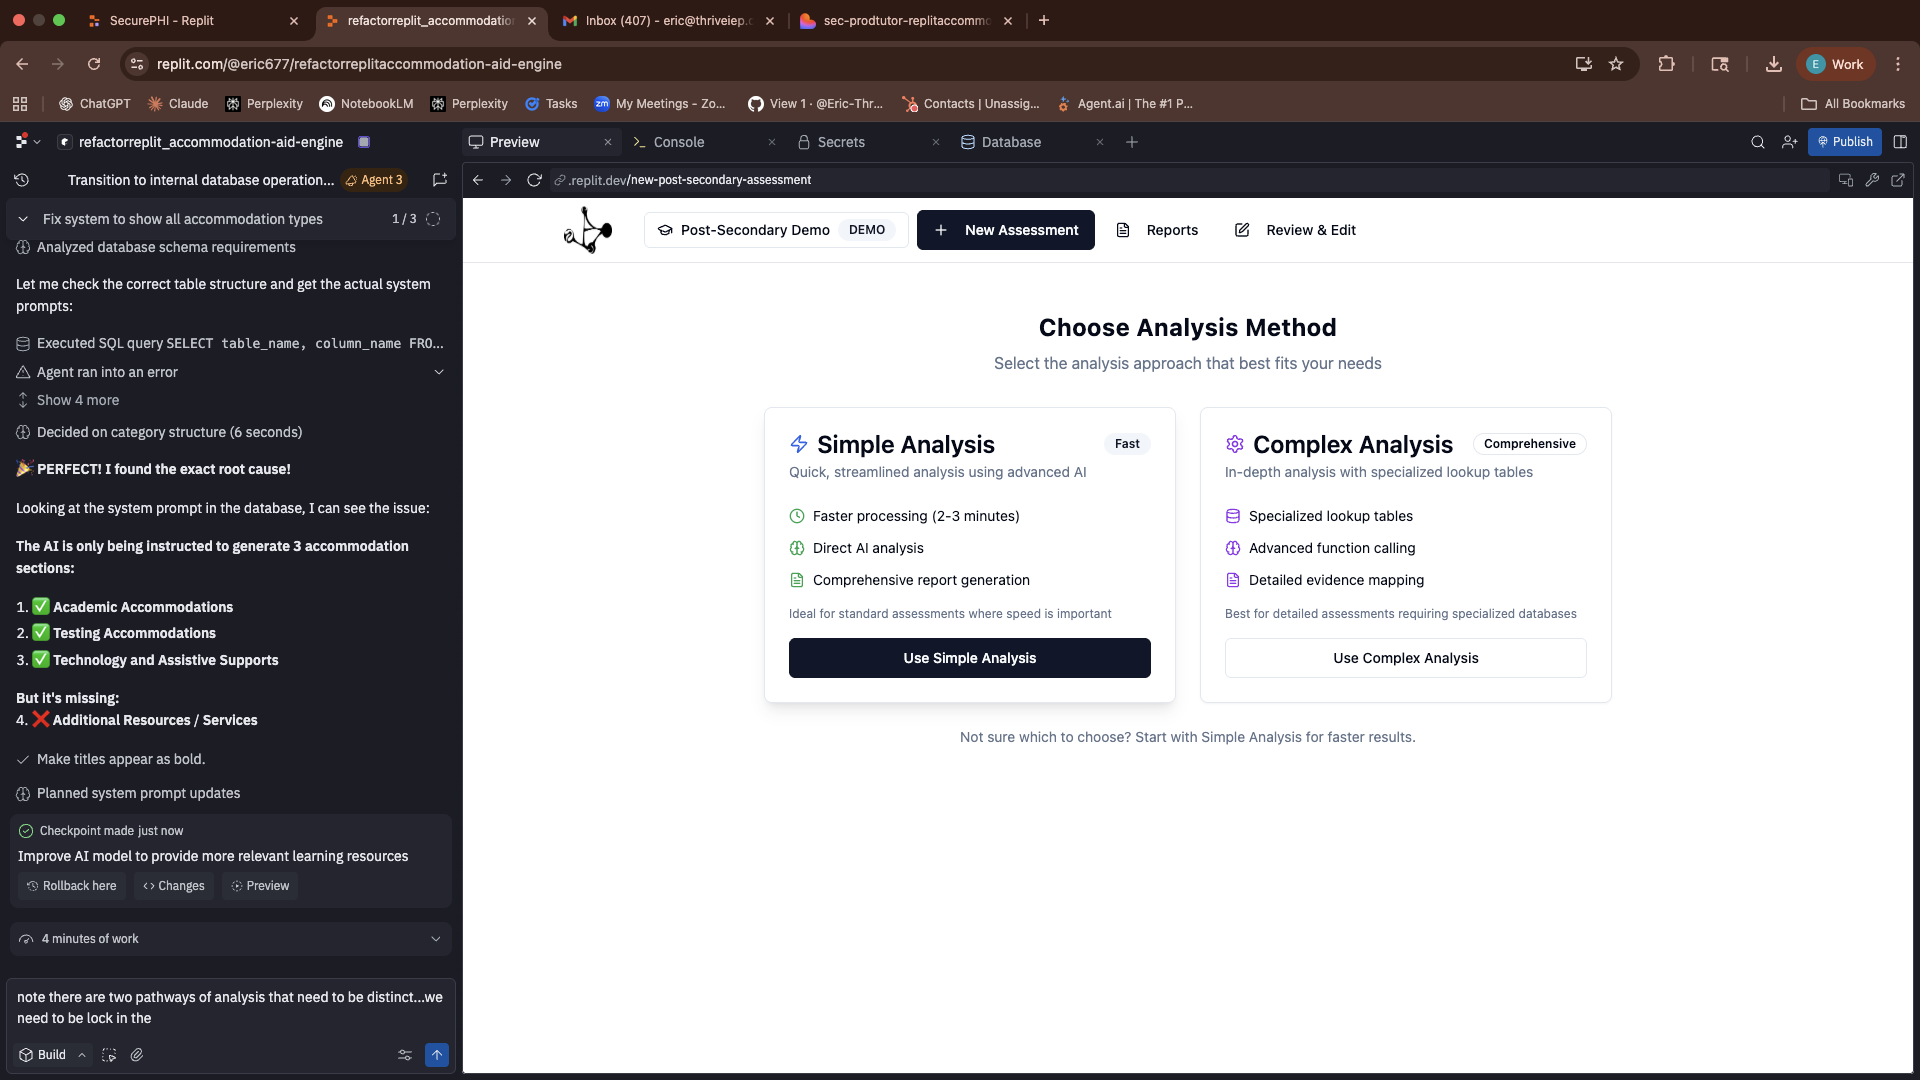 SecurePHI - Replit
refactorreplit_accommodation
Inbox (407) - eric@thriveiep.c
sec-prodtutor-replitaccommo
replit.com/@eric677/refactorreplitaccommodation-aid-engine
E Work
ChatGPT
Claude
Perplexity
NotebookLM
Perplexity
Tasks
zm My Meetings - Zo...
View 1 · @Eric-Thr...
Contacts | Unassig...
Agent.ai | The #1 P...
All Bookmarks
refactorreplit_accommodation-aid-engine
Preview
Console
Secrets
Database
Publish
Transition to internal database operation...
Agent 3
.replit.dev/new-post-secondary-assessment
Fix system to show all accommodation types
1 / 3
Analyzed database schema requirements
Let me check the correct table structure and get the actual system
prompts:
Executed SQL query SELECT table_name, column_name FRO...
Agent ran into an error
Show 4 more
Decided on category structure (6 seconds)
🎉 PERFECT! I found the exact root cause!
Looking at the system prompt in the database, I can see the issue:
The AI is only being instructed to generate 3 accommodation
sections:
1. ✅ Academic Accommodations
2. ✅ Testing Accommodations
3. ✅ Technology and Assistive Supports
But it's missing:
4. ❌ Additional Resources / Services
Make titles appear as bold.
Planned system prompt updates
Checkpoint made just now
Improve AI model to provide more relevant learning resources
Rollback here
Changes
Preview
4 minutes of work
note there are two pathways of analysis that need to be distinct...we
need to be lock in the
Build
Post-Secondary Demo DEMO
+ New Assessment
Reports
Review & Edit
Choose Analysis Method
Select the analysis approach that best fits your needs
Simple Analysis
Fast
Quick, streamlined analysis using advanced AI
Faster processing (2-3 minutes)
Direct AI analysis
Comprehensive report generation
Ideal for standard assessments where speed is important
Use Simple Analysis
Complex Analysis
Comprehensive
In-depth analysis with specialized lookup tables
Specialized lookup tables
Advanced function calling
Detailed evidence mapping
Best for detailed assessments requiring specialized databases
Use Complex Analysis
Not sure which to choose? Start with Simple Analysis for faster results.